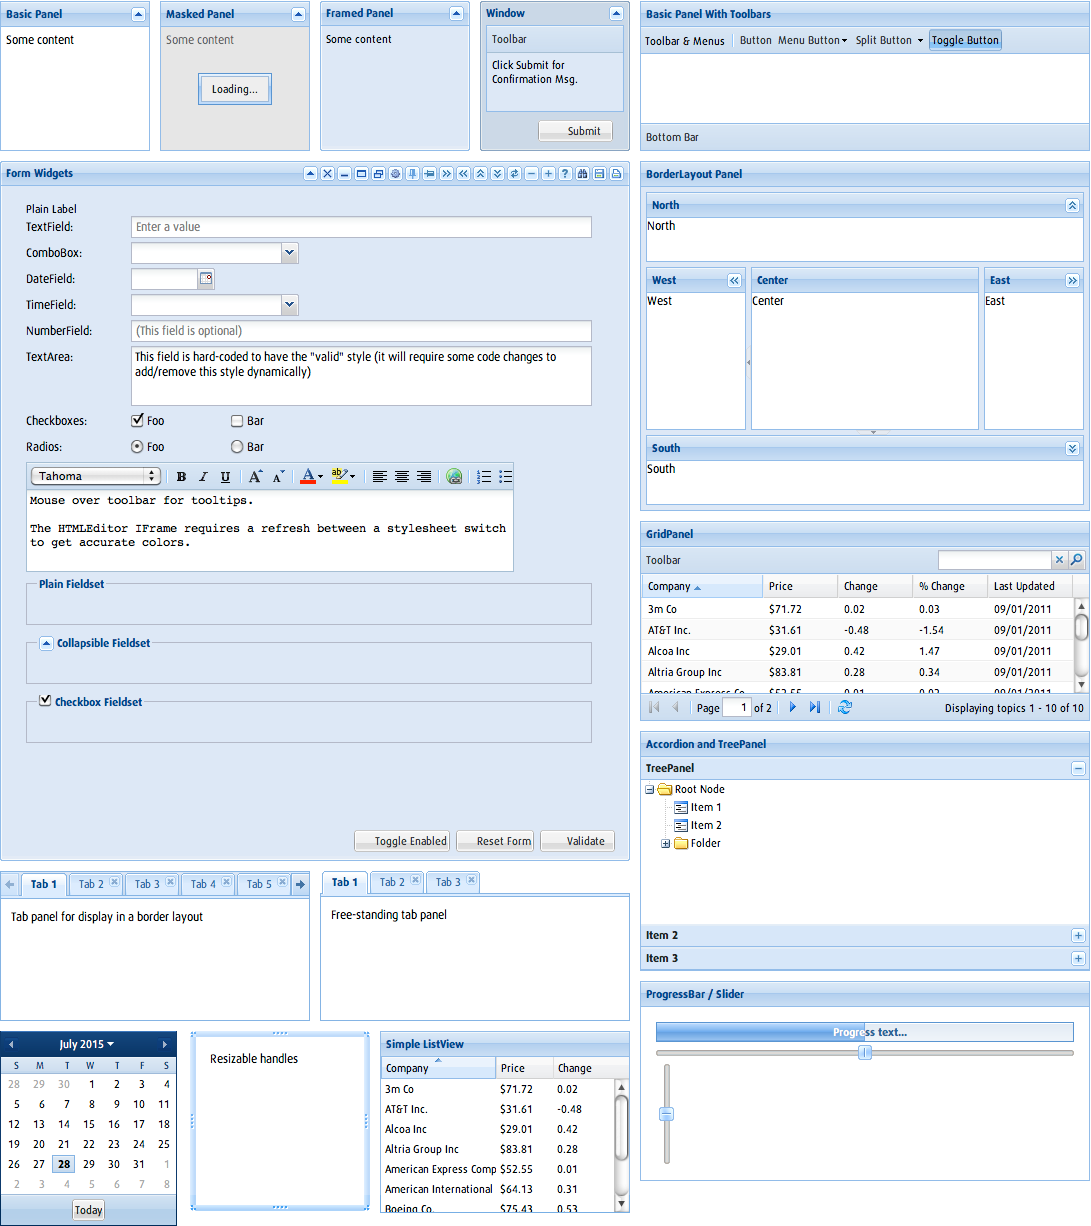 Basic Panel
Some content
Masked Panel
Some content
Loading...
Framed Panel
Some content
Window
Toolbar
Click Submit for
Confirmation Msg.
Submit
Basic Panel With Toolbars
Toolbar & Menus Button Menu Button Split Button Toggle Button
Bottom Bar
Form Widgets
Plain Label
TextField: Enter a value
ComboBox:
DateField:
TimeField:
NumberField: (This field is optional)
TextArea: This field is hard-coded to have the "valid" style (it will require some code changes to
add/remove this style dynamically)
Checkboxes: Foo Bar
Radios: Foo Bar
Tahoma B I U A A A ab
Mouse over toolbar for tooltips.
The HTMLEditor IFrame requires a refresh between a stylesheet switch
to get accurate colors.
Plain Fieldset
Collapsible Fieldset
Checkbox Fieldset
Toggle Enabled Reset Form Validate
BorderLayout Panel
North
North
West Center East
West Center East
South
South
GridPanel
Toolbar
Company Price Change % Change Last Updated
3m Co $71.72 0.02 0.03 09/01/2011
AT&T Inc. $31.61 -0.48 -1.54 09/01/2011
Alcoa Inc $29.01 0.42 1.47 09/01/2011
Altria Group Inc $83.81 0.28 0.34 09/01/2011
American Express Co $52.55 0.01 0.02 09/01/2011
Page 1 of 2 Displaying topics 1 - 10 of 10
Accordion and TreePanel
TreePanel
Root Node
Item 1
Item 2
Folder
Item 2
Item 3
Tab 1 Tab 2 Tab 3 Tab 4 Tab 5
Tab panel for display in a border layout
Tab 1 Tab 2 Tab 3
Free-standing tab panel
ProgressBar / Slider
Progress text...
July 2015
S M T W T F S
28 29 30 1 2 3 4
5 6 7 8 9 10 11
12 13 14 15 16 17 18
19 20 21 22 23 24 25
26 27 28 29 30 31 1
2 3 4 5 6 7 8
Today
Resizable handles
Simple ListView
Company Price Change
3m Co $71.72 0.02
AT&T Inc. $31.61 -0.48
Alcoa Inc $29.01 0.42
Altria Group Inc $83.81 0.28
American Express Comp $52.55 0.01
American International $64.13 0.31
Boeing Co. $75.43 0.53